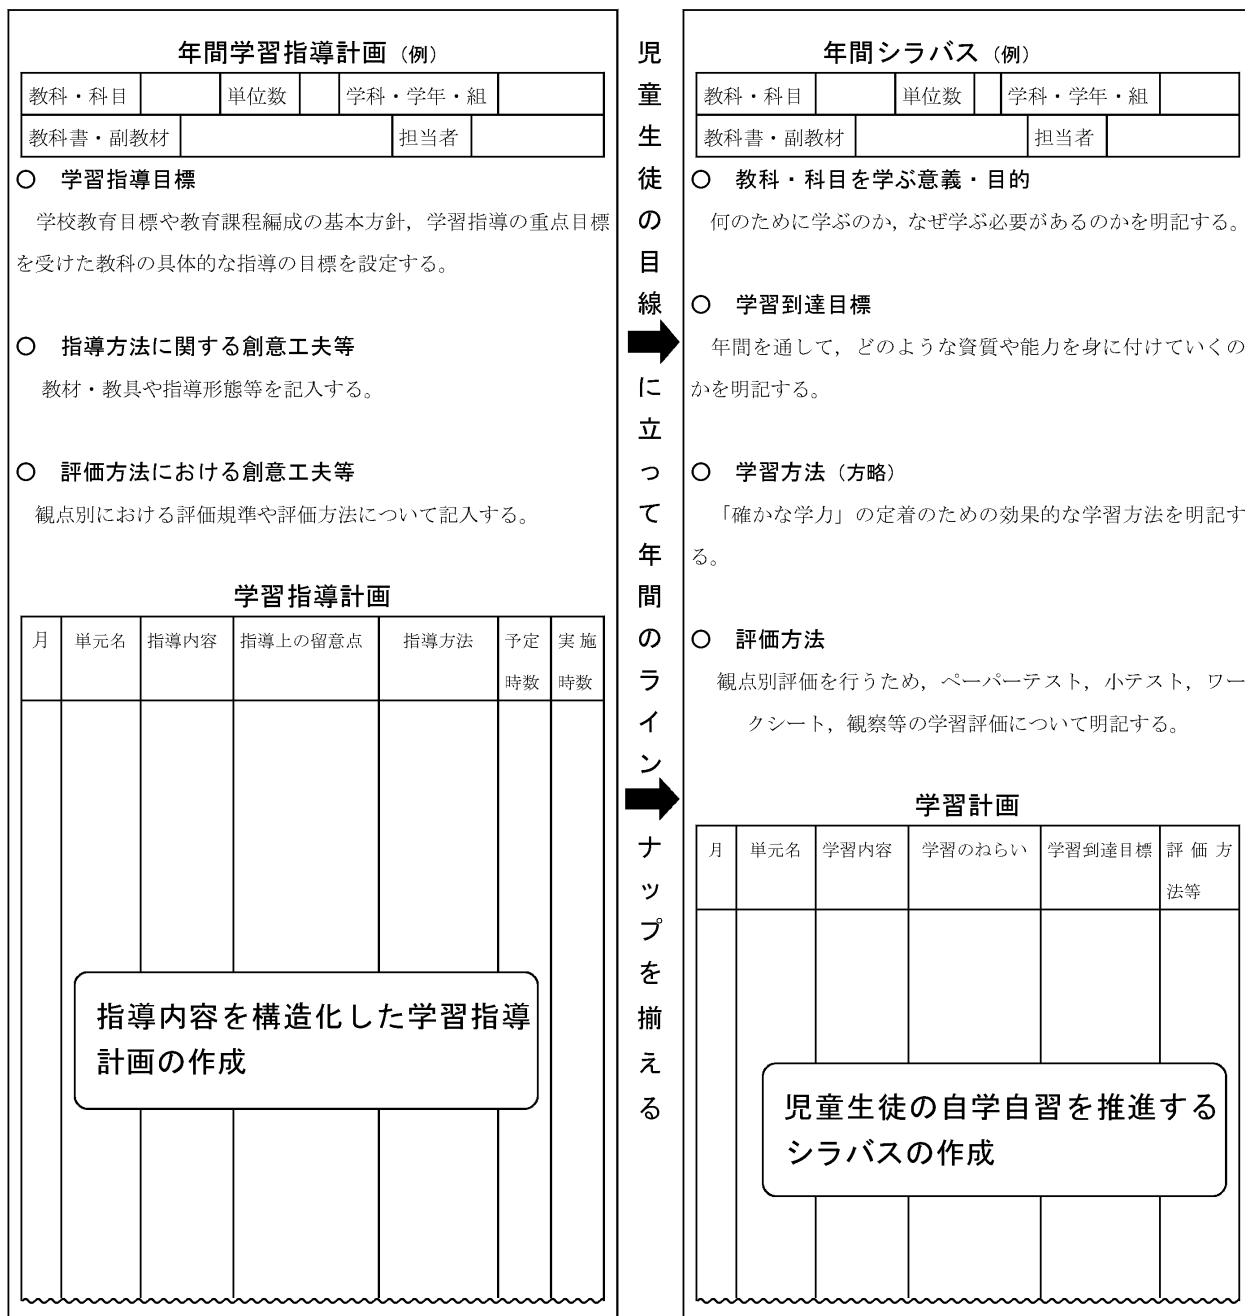 年間学習指導計画（例）
教科・科目 単位数 学科・学年・組
教科書・副教材 担当者
○ 学習指導目標
学校教育目標や教育課程編成の基本方針，学習指導の重点目標
を受けた教科の具体的な指導の目標を設定する。
○ 指導方法に関する創意工夫等
教材・教具や指導形態等を記入する。
○ 評価方法における創意工夫等
観点別における評価規準や評価方法について記入する。
学習指導計画
月 単元名 指導内容 指導上の留意点 指導方法 予定 実施
時数 時数
指導内容を構造化した学習指導
計画の作成
児童生徒の目線に立って年間のラインナップを揃える
年間シラバス（例）
教科・科目 単位数 学科・学年・組
教科書・副教材 担当者
○ 教科・科目を学ぶ意義・目的
何のために学ぶのか，なぜ学ぶ必要があるのかを明記する。
○ 学習到達目標
年間を通して，どのような資質や能力を身に付けていくの
かを明記する。
○ 学習方法（方略）
「確かな学力」の定着のための効果的な学習方法を明記す
る。
○ 評価方法
観点別評価を行うため，ペーパーテスト，小テスト，ワー
クシート，観察等の学習評価について明記する。
学習計画
月 単元名 学習内容 学習のねらい 学習到達目標 評価方
法等
児童生徒の自学自習を推進する
シラバスの作成